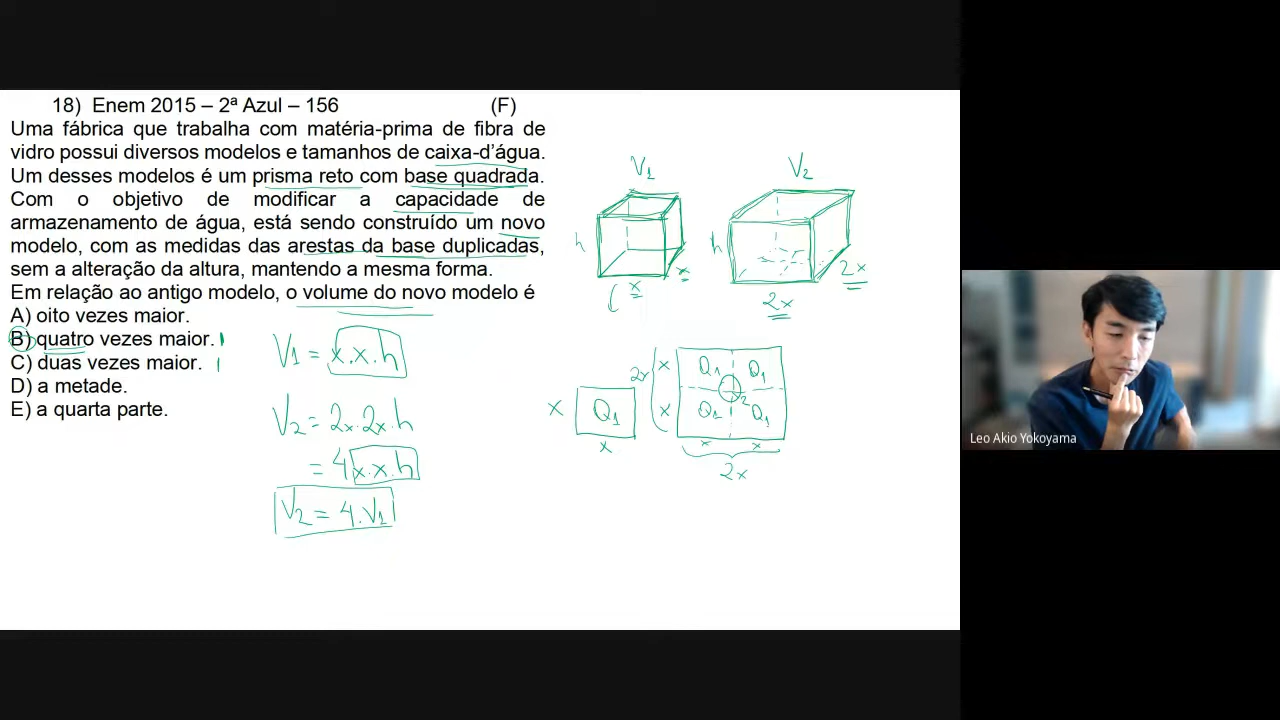 18) Enem 2015 – 2ª Azul – 156 (F)
Uma fábrica que trabalha com matéria-prima de fibra de
vidro possui diversos modelos e tamanhos de caixa-d'água.
Um desses modelos é um prisma reto com base quadrada.
Com o objetivo de modificar a capacidade de
armazenamento de água, está sendo construído um novo
modelo, com as medidas das arestas da base duplicadas,
sem a alteração da altura, mantendo a mesma forma.
Em relação ao antigo modelo, o volume do novo modelo é
A) oito vezes maior.
B) quatro vezes maior.
C) duas vezes maior.
D) a metade.
E) a quarta parte.
V1 = x.x.h
V2 = 2x.2x.h
= 4x.x.h
V2 = 4.V1
V1
V2
h
x
x
h
2x
2x
x
Q1
x
2x
x
x
Q1
Q1
Q2
Q1
Q1
x
x
2x
Leo Akio Yokoyama